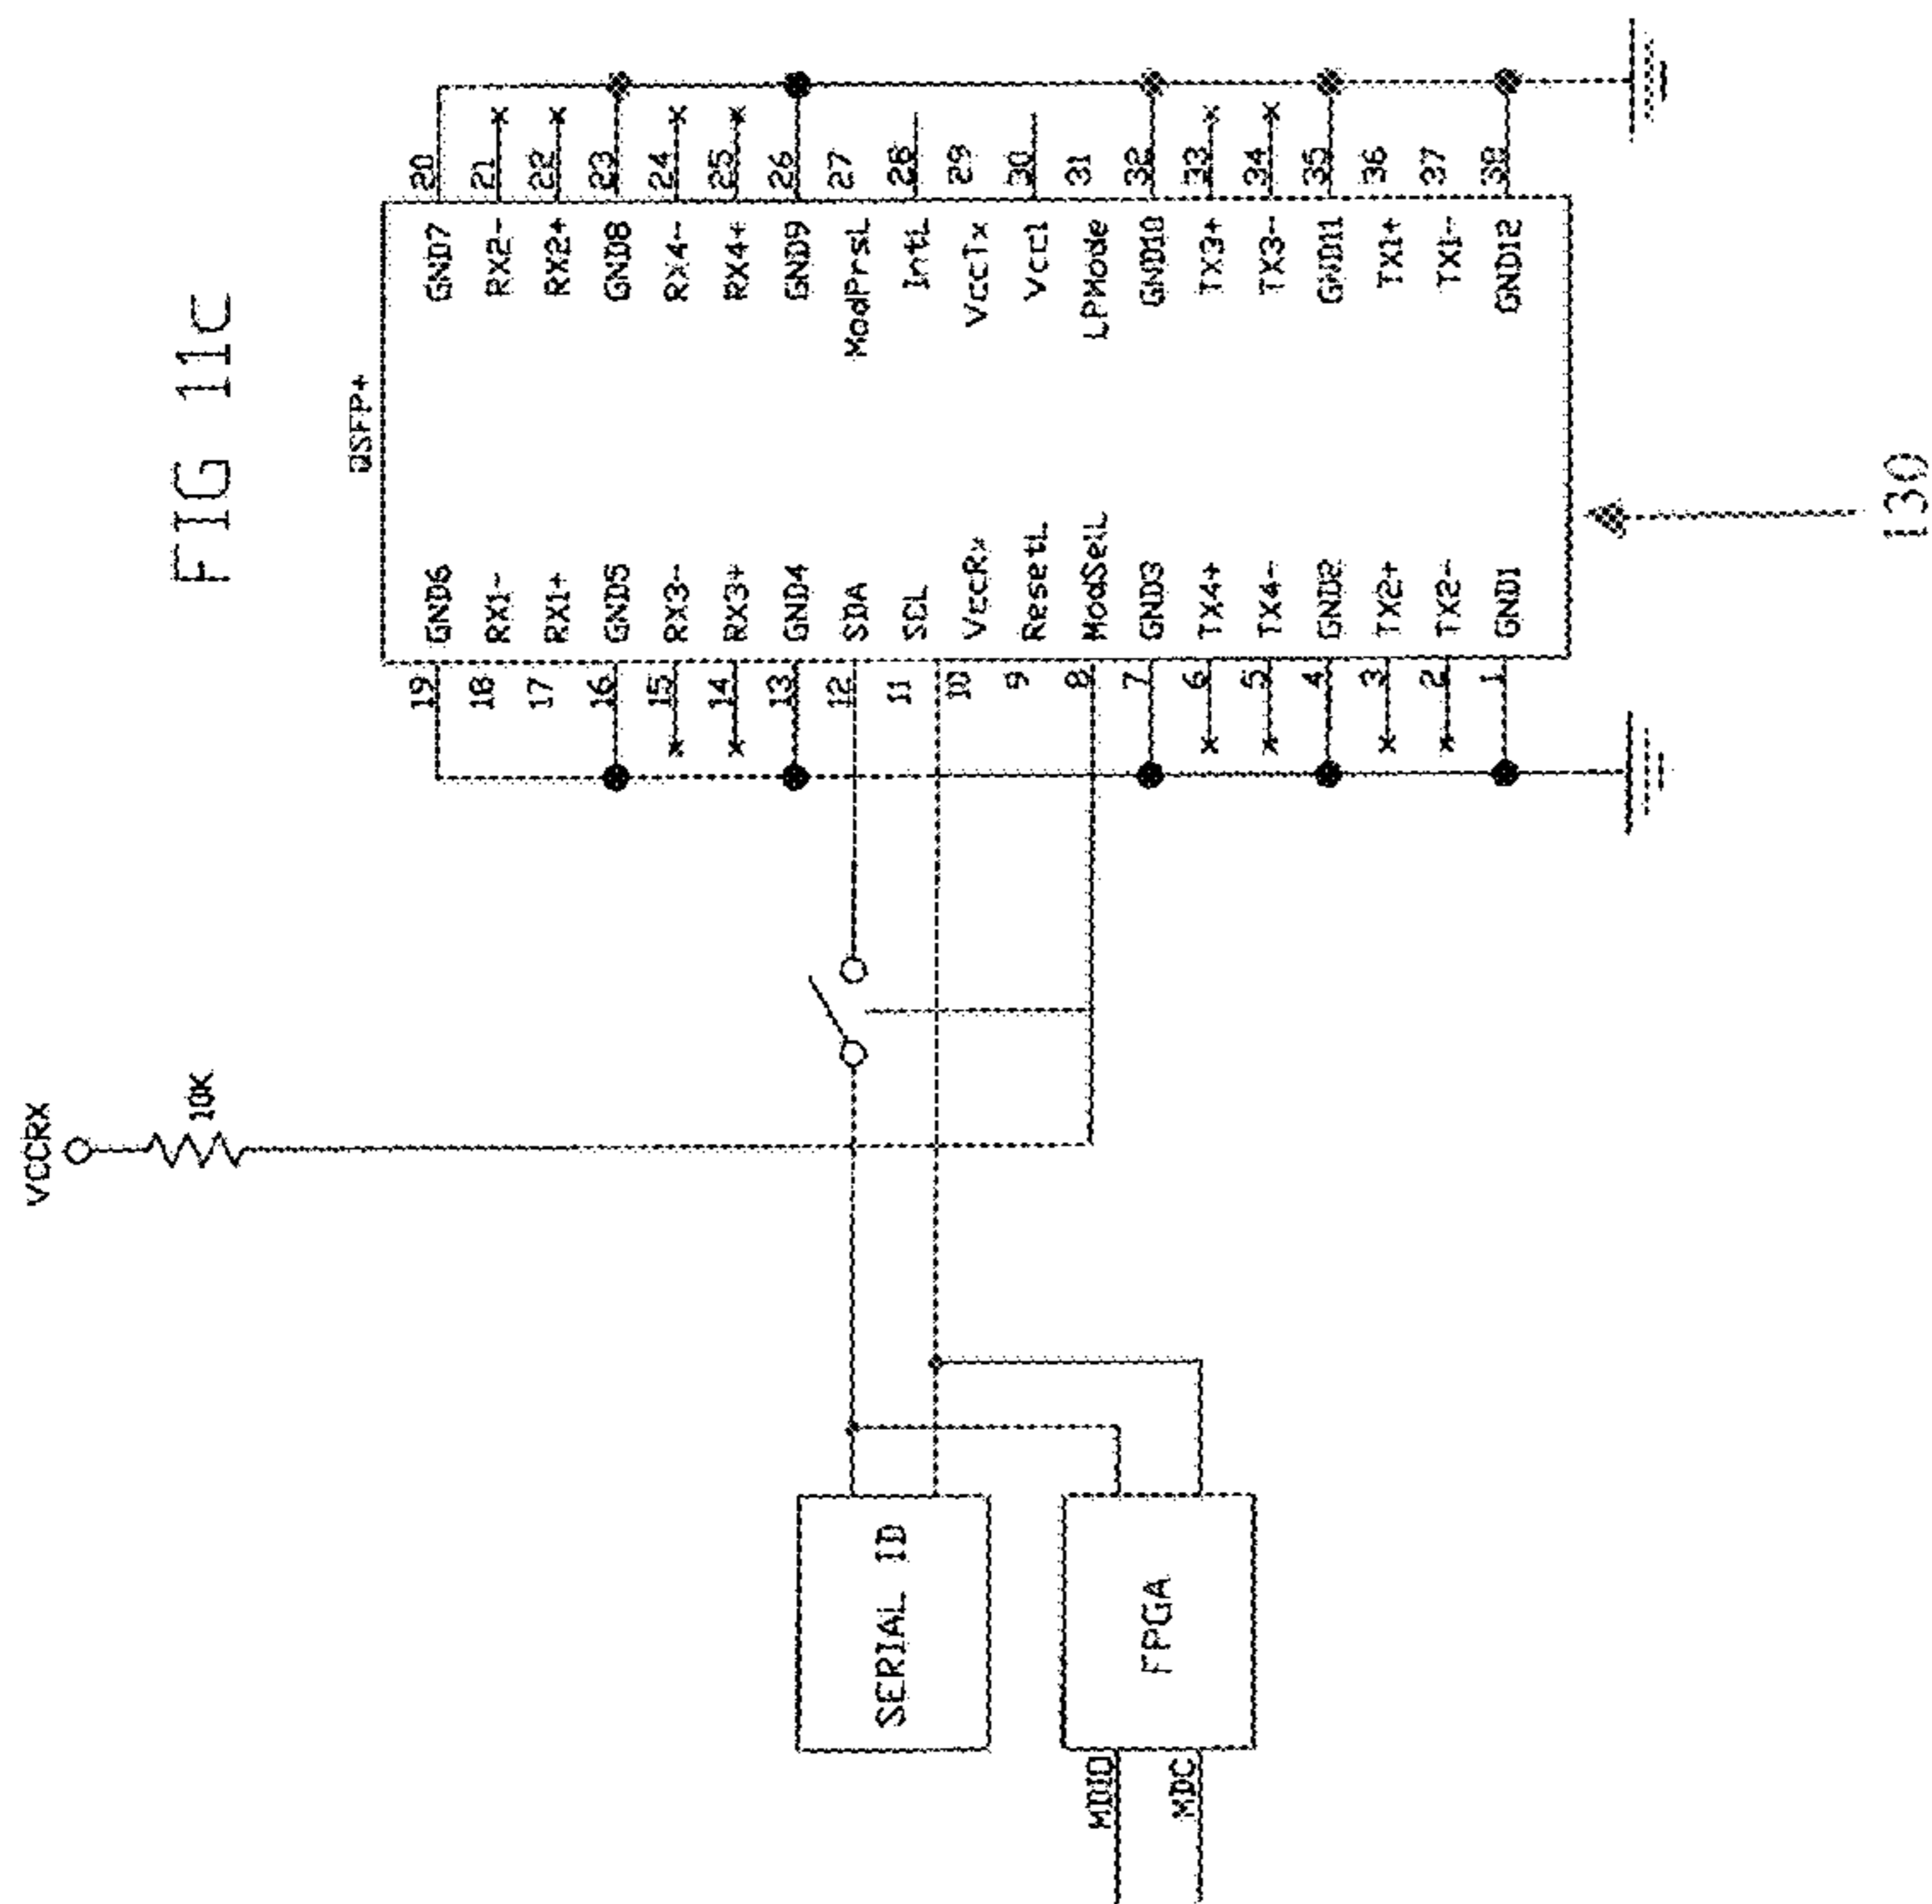 FIG 11c
QSFP+
VCCRX
10K
19 GND6
18 RX1-
17 RX1+
16 GND5
15 RX3-
14 RX3+
13 GND4
12 SDA
11 SCL
10 VccRx
9 ResetL
8 ModSelL
7 GND3
6 TX4+
5 TX4-
4 GND2
3 TX2+
2 TX2-
1 GND1
GND7 20
RX2- 21
RX2+ 22
GND8 23
RX4- 24
RX4+ 25
GND9 26
ModPrsL 27
IntL 28
VccTx 29
Vcc1 30
LPMode 31
GND10 32
TX3+ 33
TX3- 34
GND11 35
TX1+ 36
TX1- 37
GND12 38
SERIAL ID
FPGA
MDIO
MDC
130